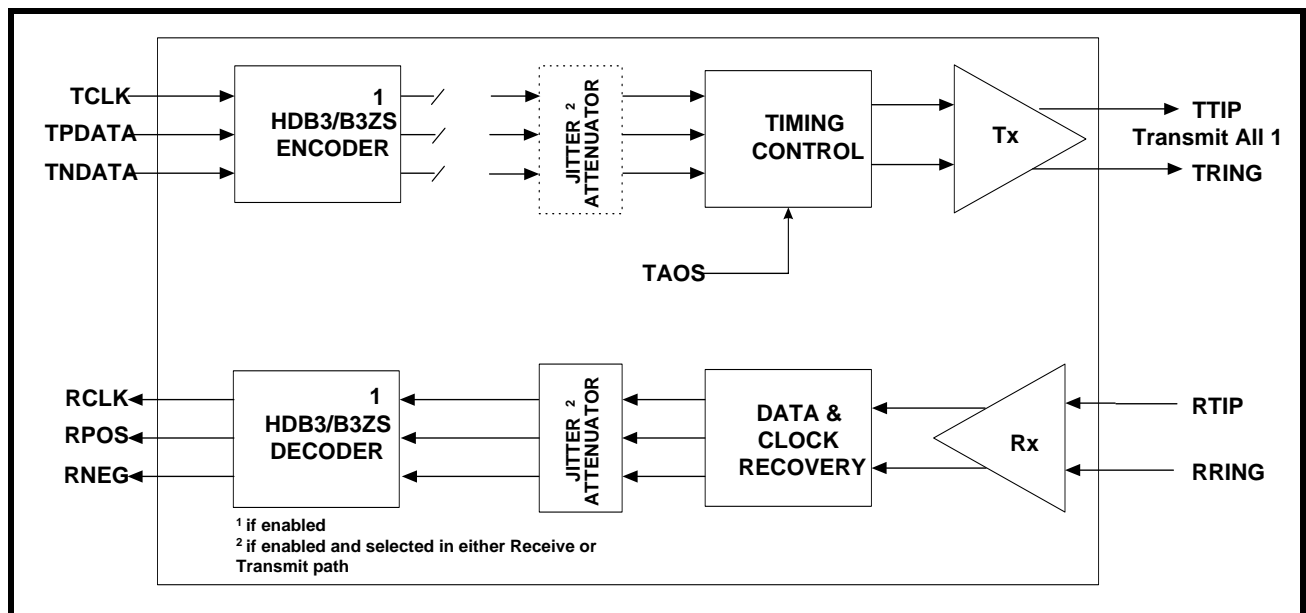 TCLK
TPDATA
TNDATA
1
HDB3/B3ZS
ENCODER
JITTER 2
ATTENUATOR
TIMING
CONTROL
Tx
TTIP
Transmit All 1
TRING
TAOS
RCLK
RPOS
RNEG
1
HDB3/B3ZS
DECODER
JITTER 2
ATTENUATOR
DATA &
CLOCK
RECOVERY
Rx
RTIP
RRING
1 if enabled
2 if enabled and selected in either Receive or
Transmit path